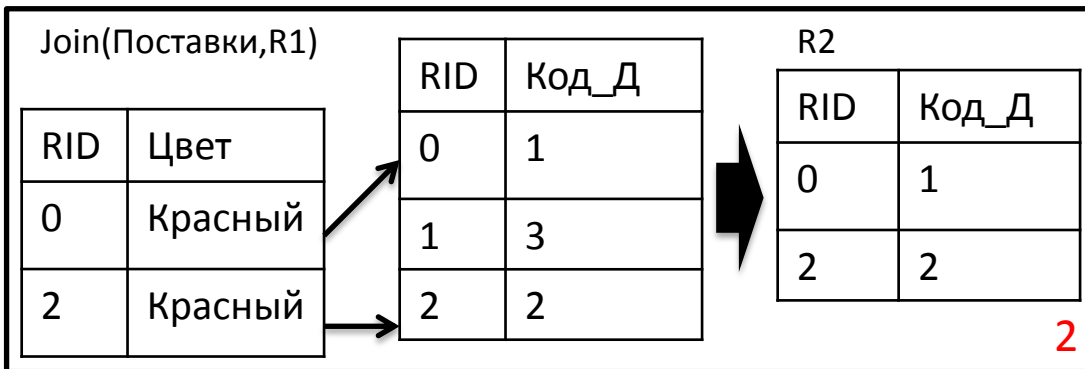 Join(Поставки,R1)
RID Цвет
0 Красный
2 Красный
RID Код_Д
0 1
1 3
2 2
R2
RID Код_Д
0 1
2 2
2